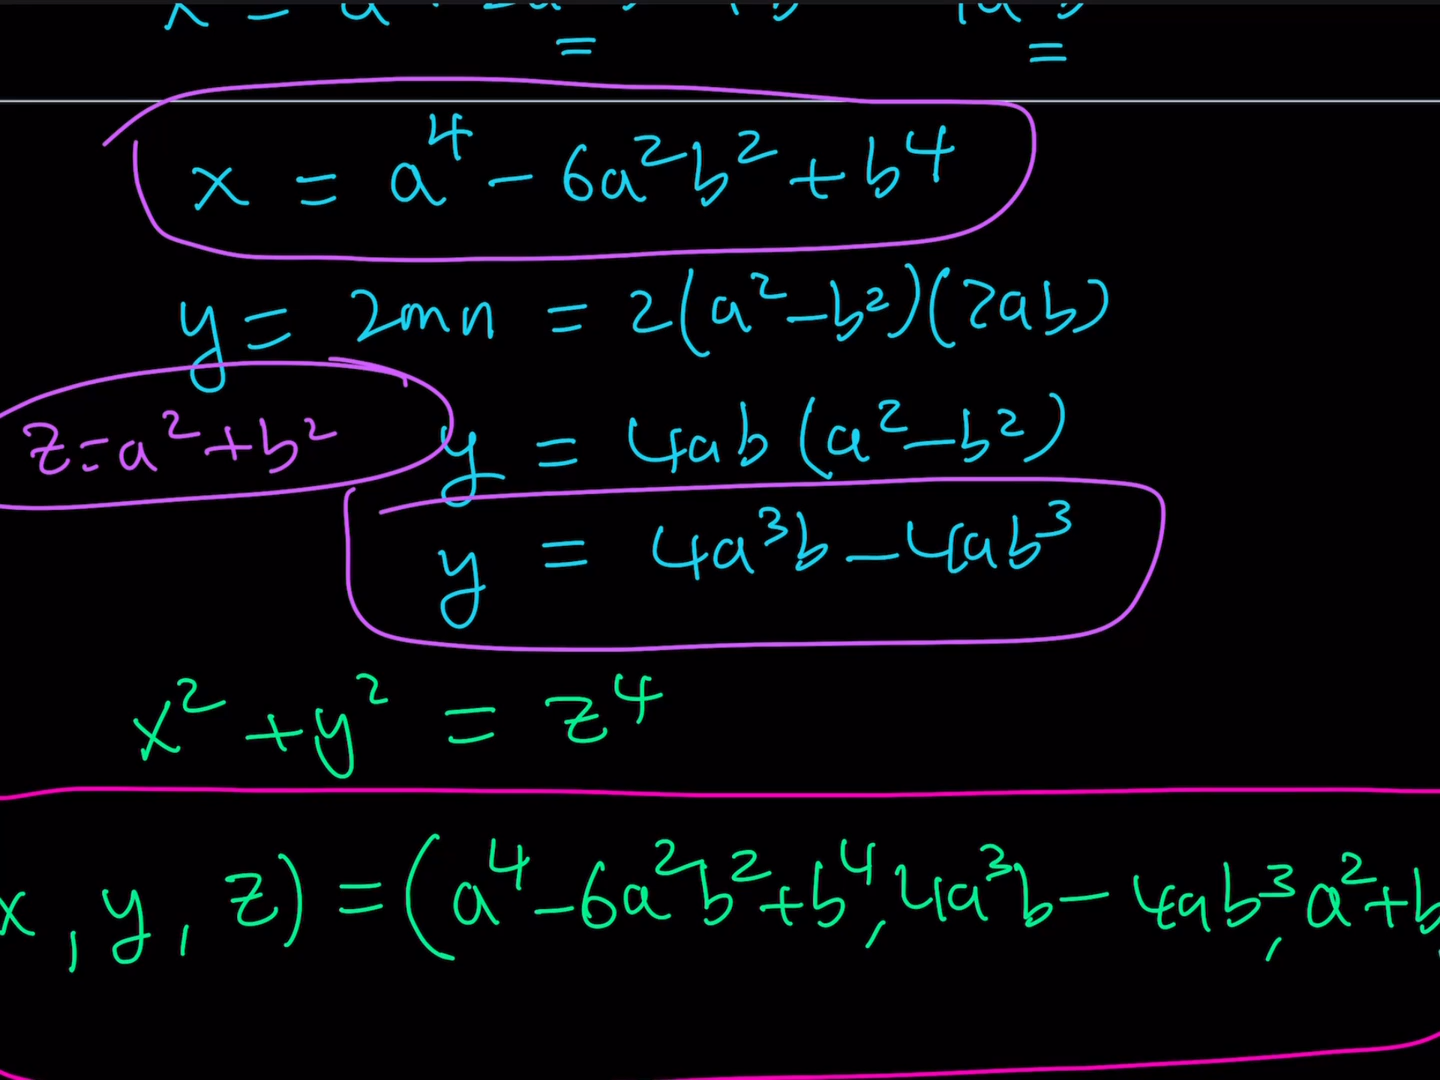 x = a⁴ - 6a²b² + b⁴
y = 2mn = 2(a²-b²)(2ab)
z=a²+b²
y = 4ab(a²-b²)
y = 4a³b - 4ab³
x² + y² = z⁴
x, y, z) = (a⁴-6a²b²+b⁴, 4a³b-4ab³, a²+b